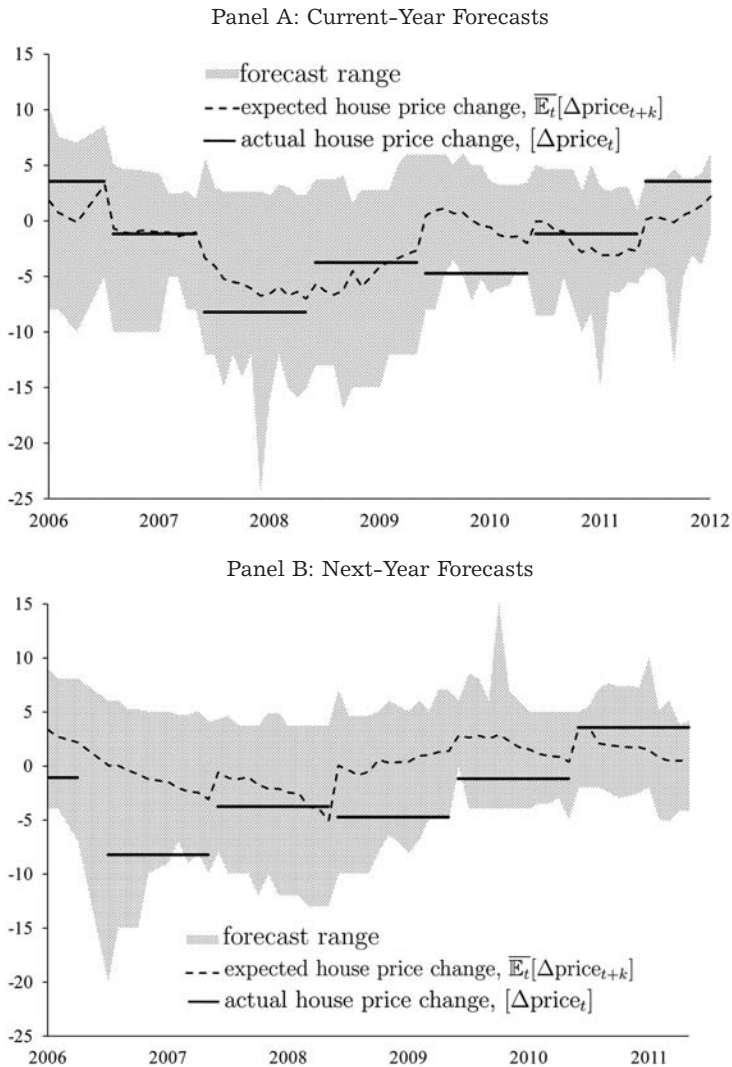 Panel A: Current-Year Forecasts
15
forecast range
10
expected house price change, 𝔼̅ₜ[Δpriceₜ₊ₖ]
actual house price change, [Δpriceₜ]
5
0
-5
-10
-15
-20
-25
2006 2007 2008 2009 2010 2011 2012
Panel B: Next-Year Forecasts
15
10
5
0
-5
-10
-15
forecast range
expected house price change, 𝔼̅ₜ[Δpriceₜ₊ₖ]
-20
actual house price change, [Δpriceₜ]
-25
2006 2007 2008 2009 2010 2011